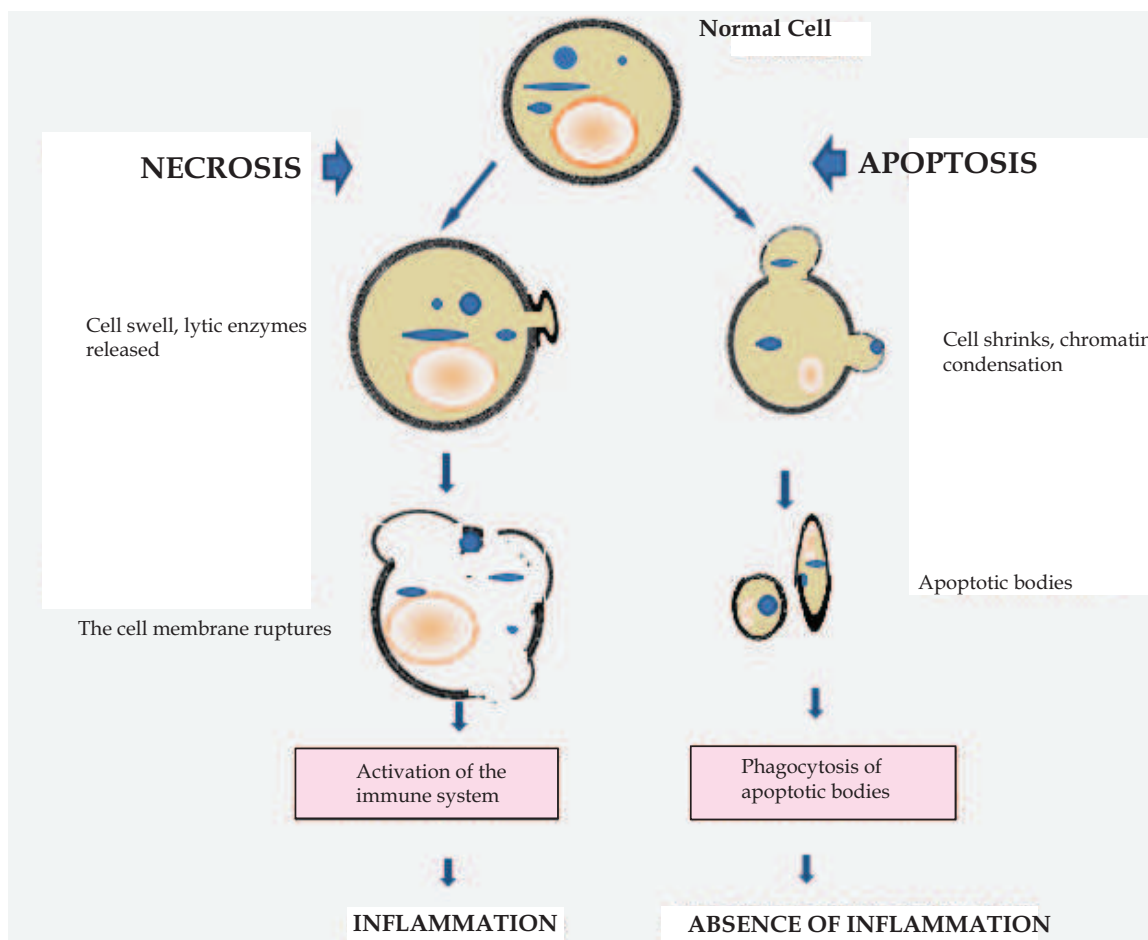 Normal Cell
NECROSIS
APOPTOSIS
Cell swell, lytic enzymes
released
Cell shrinks, chromatin
condensation
Apoptotic bodies
The cell membrane ruptures
Activation of the
immune system
Phagocytosis of
apoptotic bodies
INFLAMMATION
ABSENCE OF INFLAMMATION